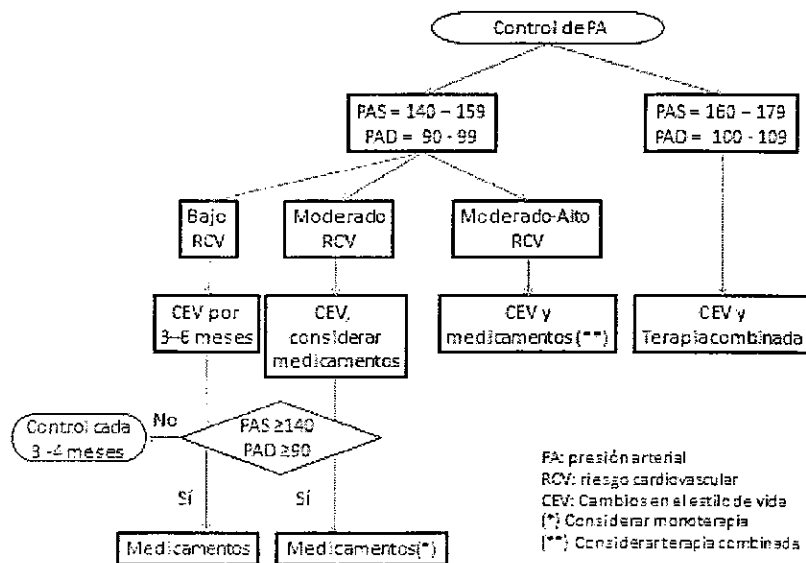 Control de PA
PAS = 140 – 159
PAD = 90 - 99
PAS = 160 – 179
PAD = 100 - 109
Bajo
RCV
Moderado
RCV
Moderado-Alto
RCV
CEV por
3–6 meses
CEV,
considerar
medicamentos
CEV y
medicamentos(**)
CEV y
Terapia combinada
Control cada
3 -4 meses
No
PAS ≥140
PAD ≥90
Sí
Sí
Medicamentos
Medicamentos(*)
PA: presión arterial
RCV: riesgo cardiovascular
CEV: Cambios en el estilo de vida
(*) Considerar monoterapia
(**) Considerar terapia combinada